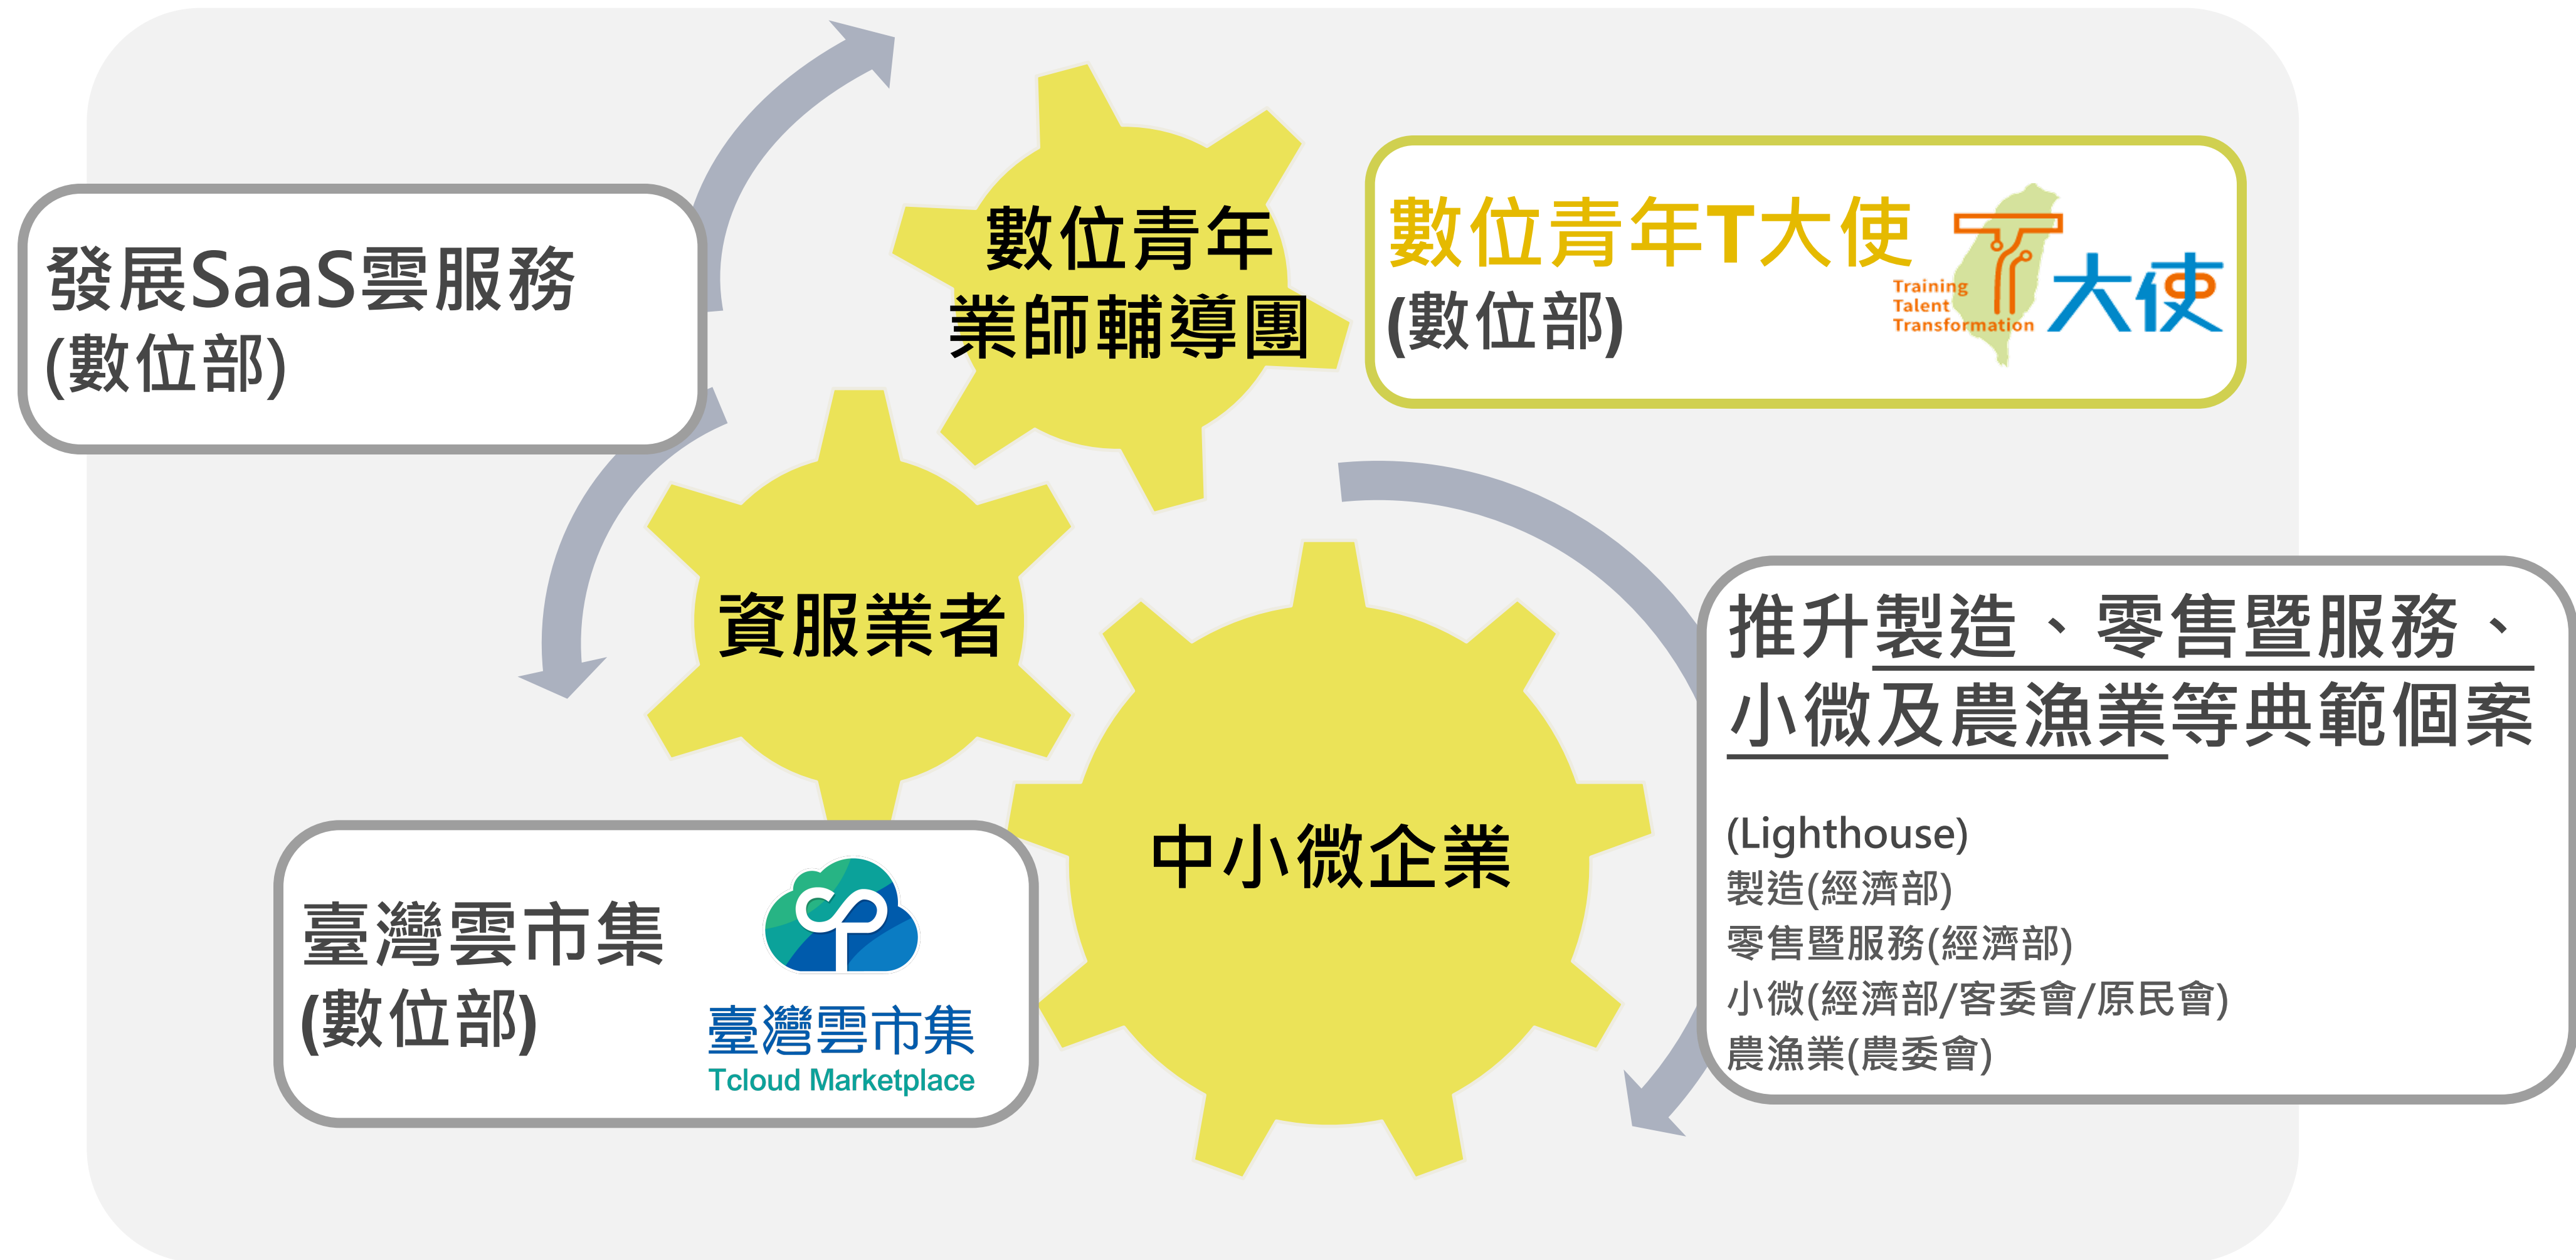 發展SaaS雲服務
(數位部)
數位青年
業師輔導團
數位青年T大使
(數位部)
Training
Talent
Transformation
T大使
資服業者
中小微企業
推升製造、零售暨服務、
小微及農漁業等典範個案
(Lighthouse)
製造(經濟部)
零售暨服務(經濟部)
小微(經濟部/客委會/原民會)
農漁業(農委會)
臺灣雲市集
(數位部)
臺灣雲市集
Tcloud Marketplace